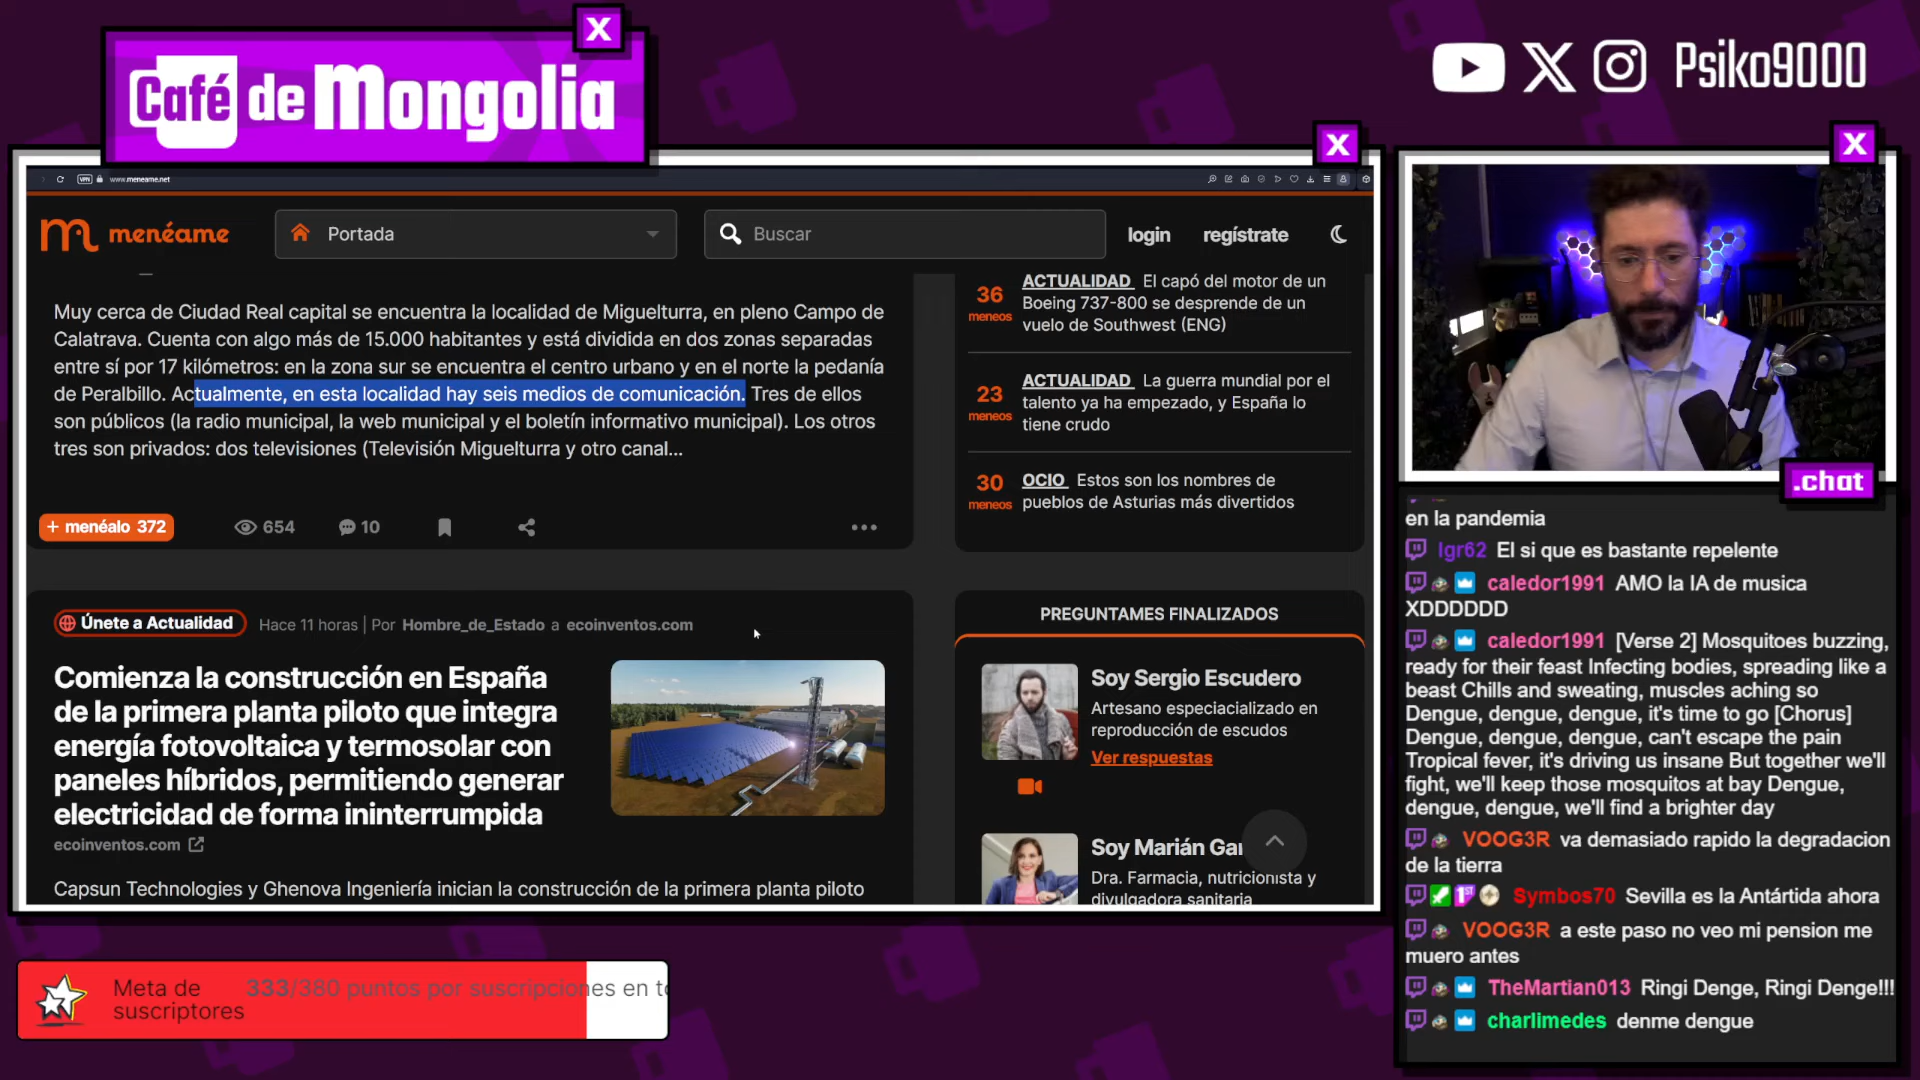 Café de Mongolia
X
Psiko9000
X
X
VPN www.meneame.net
menéame
Portada
Buscar
login
regístrate
Muy cerca de Ciudad Real capital se encuentra la localidad de Miguelturra, en pleno Campo de
Calatrava. Cuenta con algo más de 15.000 habitantes y está dividida en dos zonas separadas
entre sí por 17 kilómetros: en la zona sur se encuentra el centro urbano y en el norte la pedanía
de Peralbillo. Actualmente, en esta localidad hay seis medios de comunicación. Tres de ellos
son públicos (la radio municipal, la web municipal y el boletín informativo municipal). Los otros
tres son privados: dos televisiones (Televisión Miguelturra y otro canal...
+ menéalo 372
654
10
Únete a Actualidad
Hace 11 horas | Por Hombre_de_Estado a ecoinventos.com
Comienza la construcción en España
de la primera planta piloto que integra
energía fotovoltaica y termosolar con
paneles híbridos, permitiendo generar
electricidad de forma ininterrumpida
ecoinventos.com
Capsun Technologies y Ghenova Ingeniería inician la construcción de la primera planta piloto
36 meneos
ACTUALIDAD El capó del motor de un
Boeing 737-800 se desprende de un
vuelo de Southwest (ENG)
23 meneos
ACTUALIDAD La guerra mundial por el
talento ya ha empezado, y España lo
tiene crudo
30 meneos
OCIO Estos son los nombres de
pueblos de Asturias más divertidos
PREGUNTAMES FINALIZADOS
Soy Sergio Escudero
Artesano especiacializado en
reproducción de escudos
Ver respuestas
Soy Marián Gar
Dra. Farmacia, nutricionista y
divulgadora sanitaria
.chat
en la pandemia
lgr62 El si que es bastante repelente
caledor1991 AMO la IA de musica
XDDDDDD
caledor1991 [Verse 2] Mosquitoes buzzing,
ready for their feast Infecting bodies, spreading like a
beast Chills and sweating, muscles aching so
Dengue, dengue, dengue, it's time to go [Chorus]
Dengue, dengue, dengue, can't escape the pain
Tropical fever, it's driving us insane But together we'll
fight, we'll keep those mosquitos at bay Dengue,
dengue, dengue, we'll find a brighter day
VOOG3R va demasiado rapido la degradacion
de la tierra
1ST Symbos70 Sevilla es la Antártida ahora
VOOG3R a este paso no veo mi pension me
muero antes
TheMartian013 Ringi Denge, Ringi Denge!!!
charlimedes denme dengue
Meta de
suscriptores
333/380 puntos por suscripciones en to